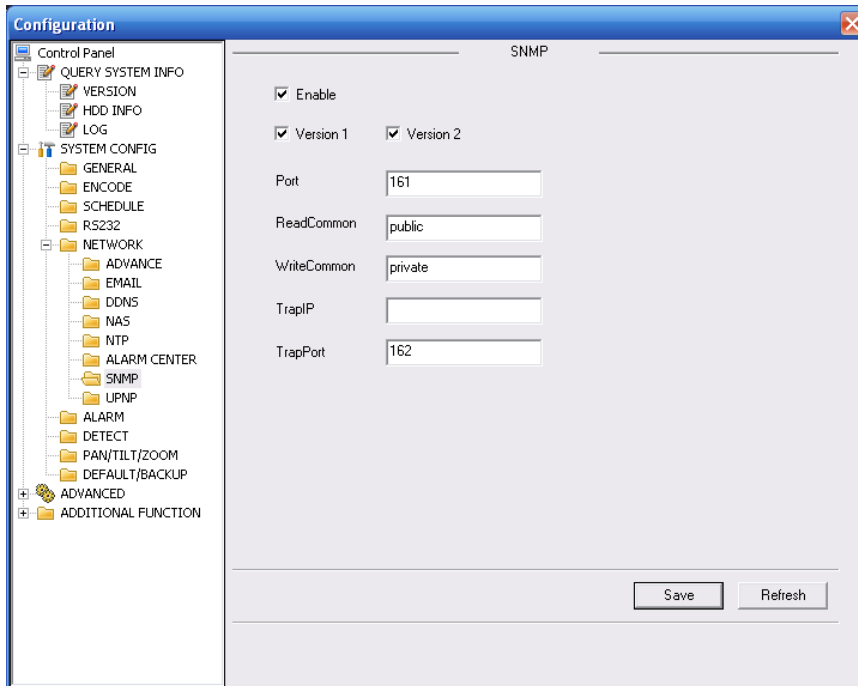 Configuration
Control Panel
QUERY SYSTEM INFO
VERSION
HDD INFO
LOG
SYSTEM CONFIG
GENERAL
ENCODE
SCHEDULE
RS232
NETWORK
ADVANCE
EMAIL
DDNS
NAS
NTP
ALARM CENTER
SNMP
UPNP
ALARM
DETECT
PAN/TILT/ZOOM
DEFAULT/BACKUP
ADVANCED
ADDITIONAL FUNCTION
SNMP
Enable
Version 1 Version 2
Port 161
ReadCommon public
WriteCommon private
TrapIP
TrapPort 162
Save Refresh